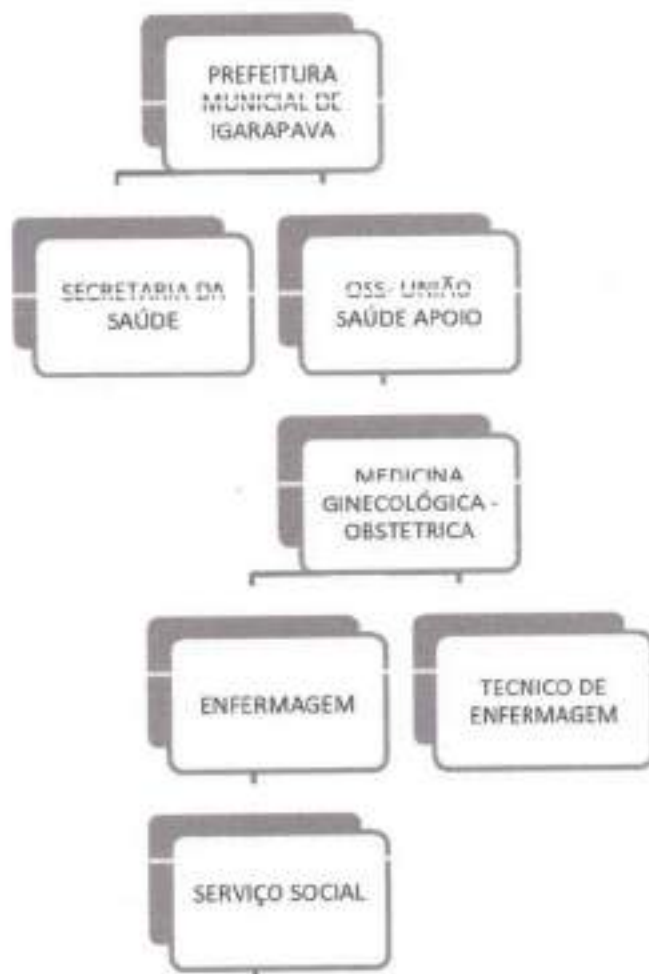 PREFEITURA
MUNICIAL DE
IGARAPAVA
SECRETARIA DA
SAÚDE
OSS- UNIÃO
SAÚDE APOIO
MEDICINA
GINECOLÓGICA -
OBSTETRICA
ENFERMAGEM
TECNICO DE
ENFERMAGEM
SERVIÇO SOCIAL